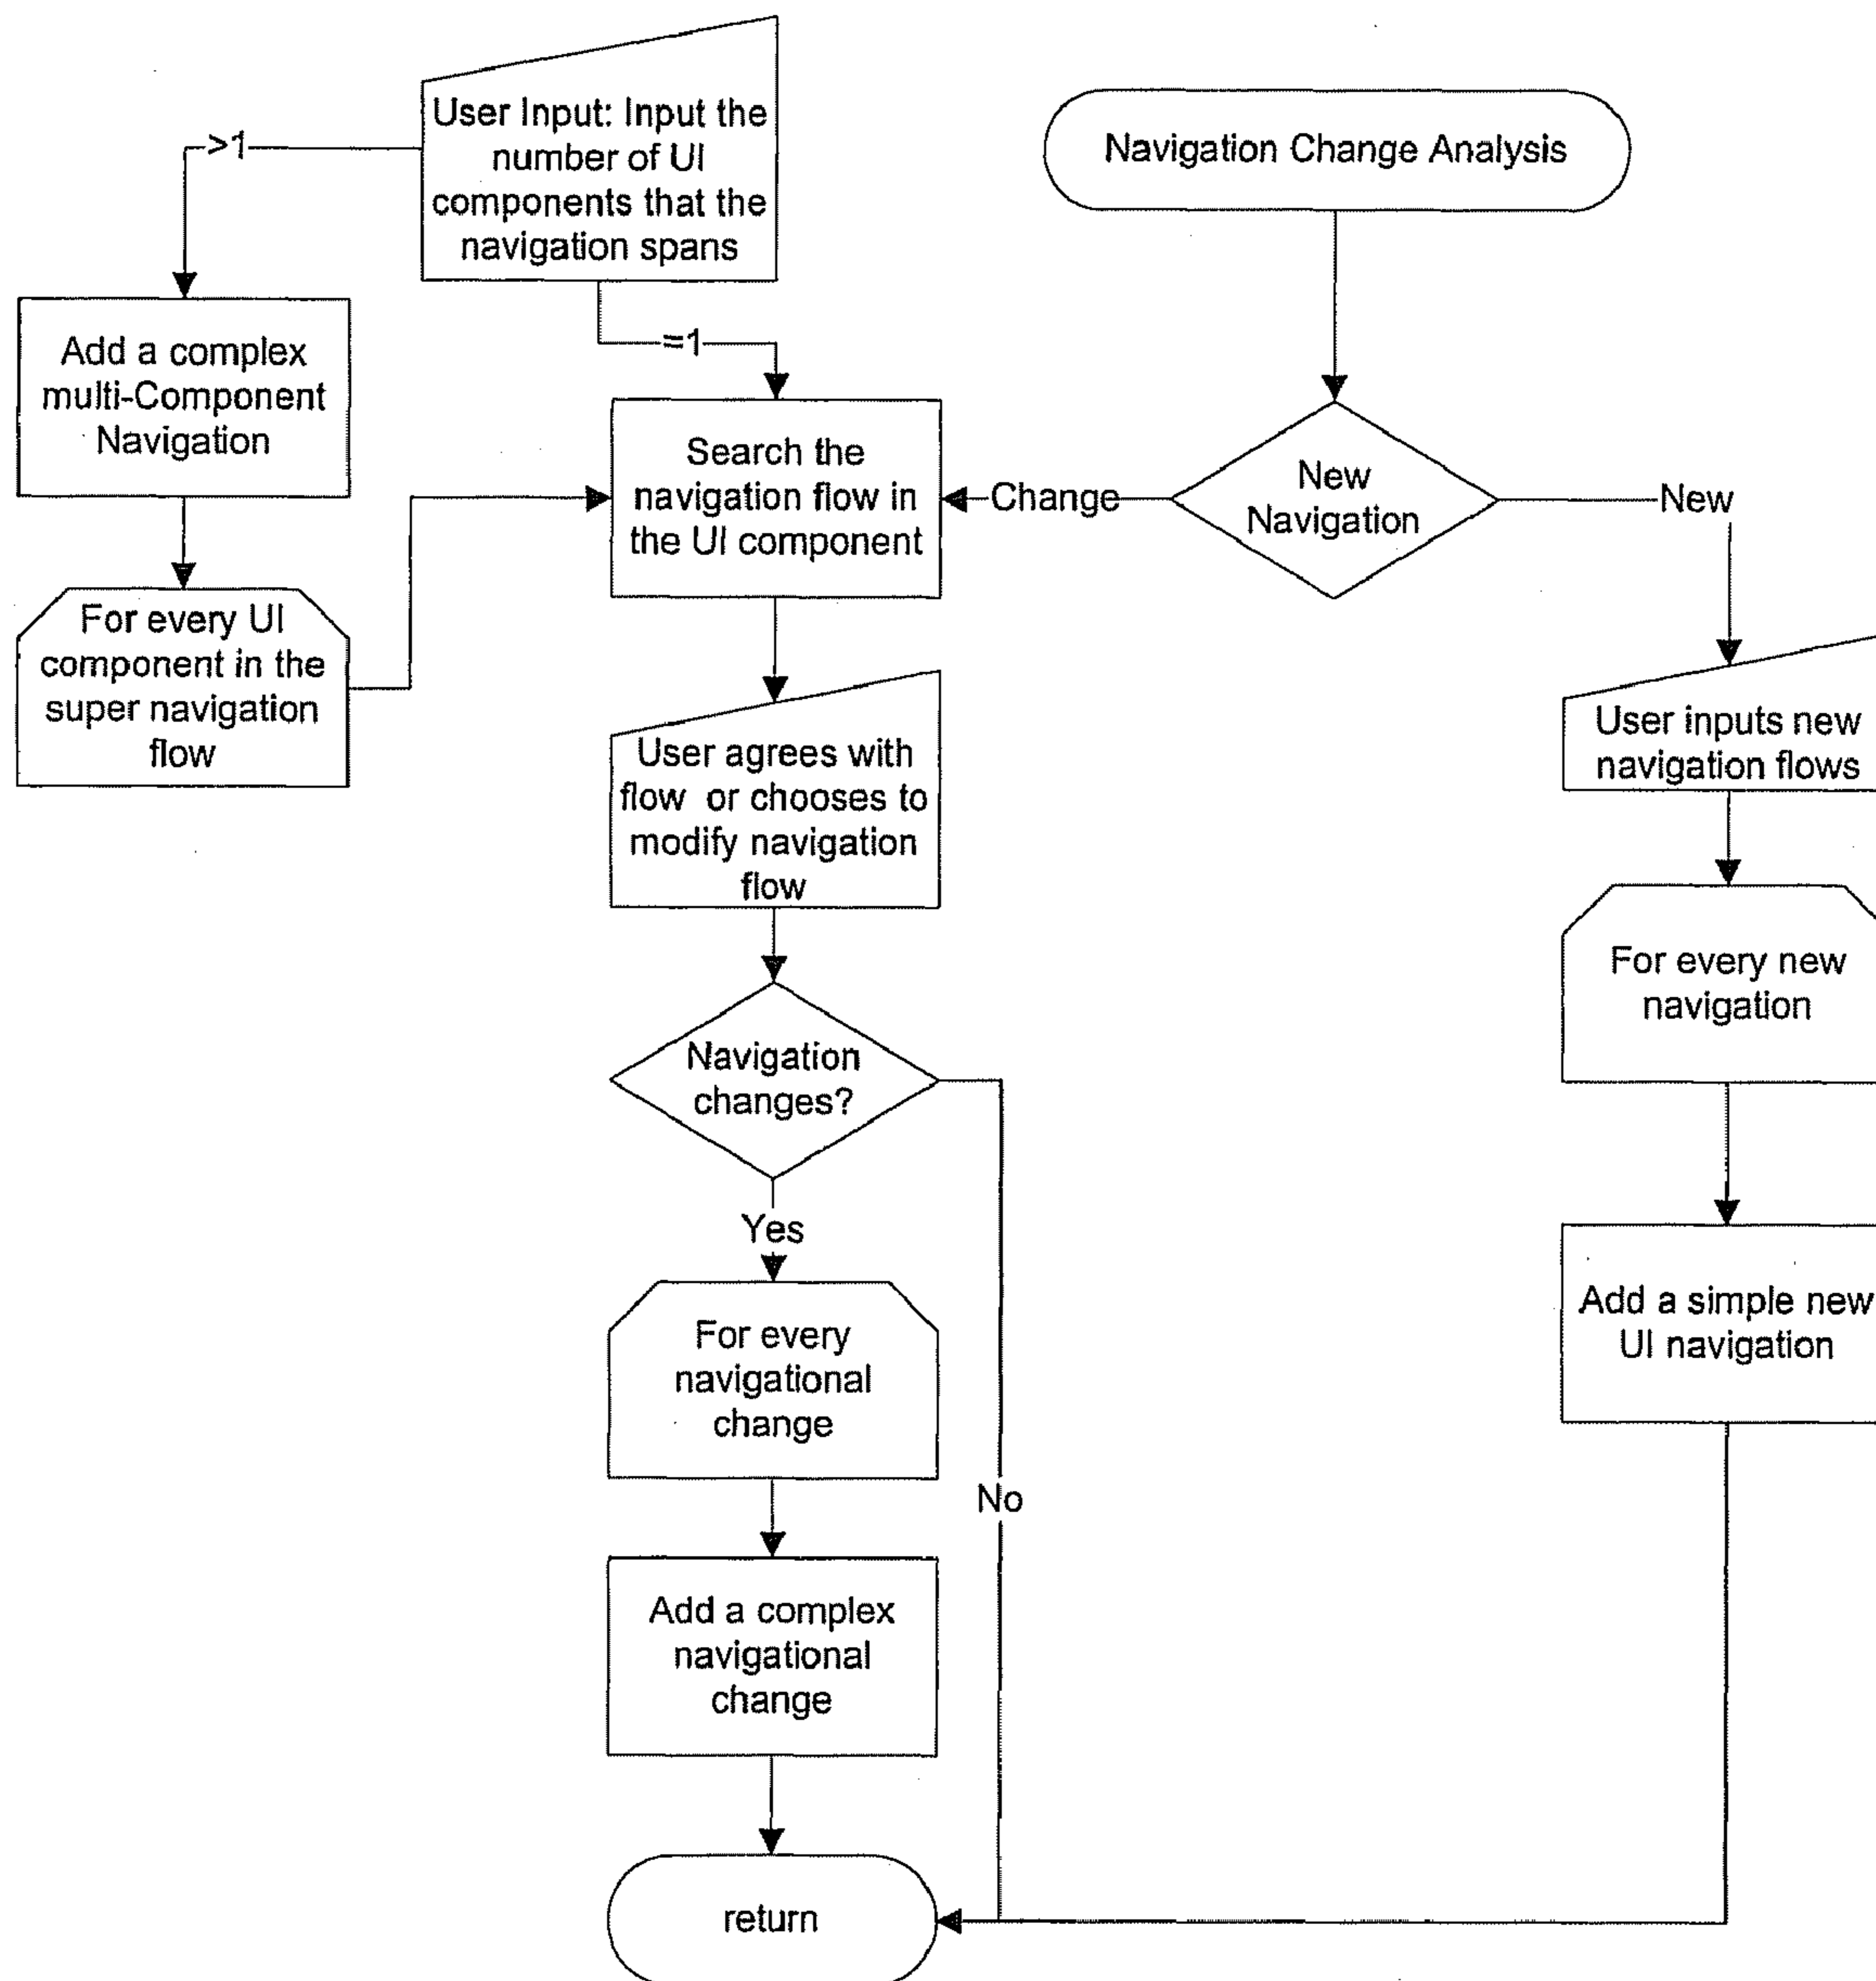 User Input: Input the
number of UI
components that the
navigation spans
>1
=1
Navigation Change Analysis
Add a complex
multi-Component
Navigation
Search the
navigation flow in
the UI component
Change
New
Navigation
New
For every UI
component in the
super navigation
flow
User agrees with
flow or chooses to
modify navigation
flow
User inputs new
navigation flows
For every new
navigation
Navigation
changes?
Yes
No
For every
navigational
change
Add a simple new
UI navigation
Add a complex
navigational
change
return